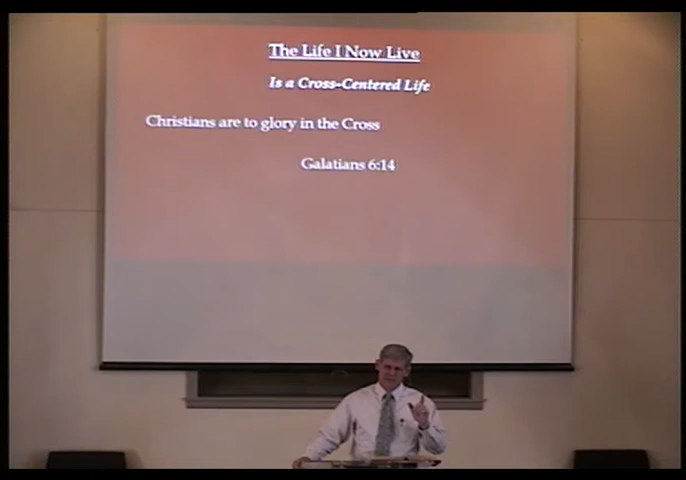 The Life I Now Live
Is a Cross-Centered Life
Christians are to glory in the Cross
Galatians 6:14